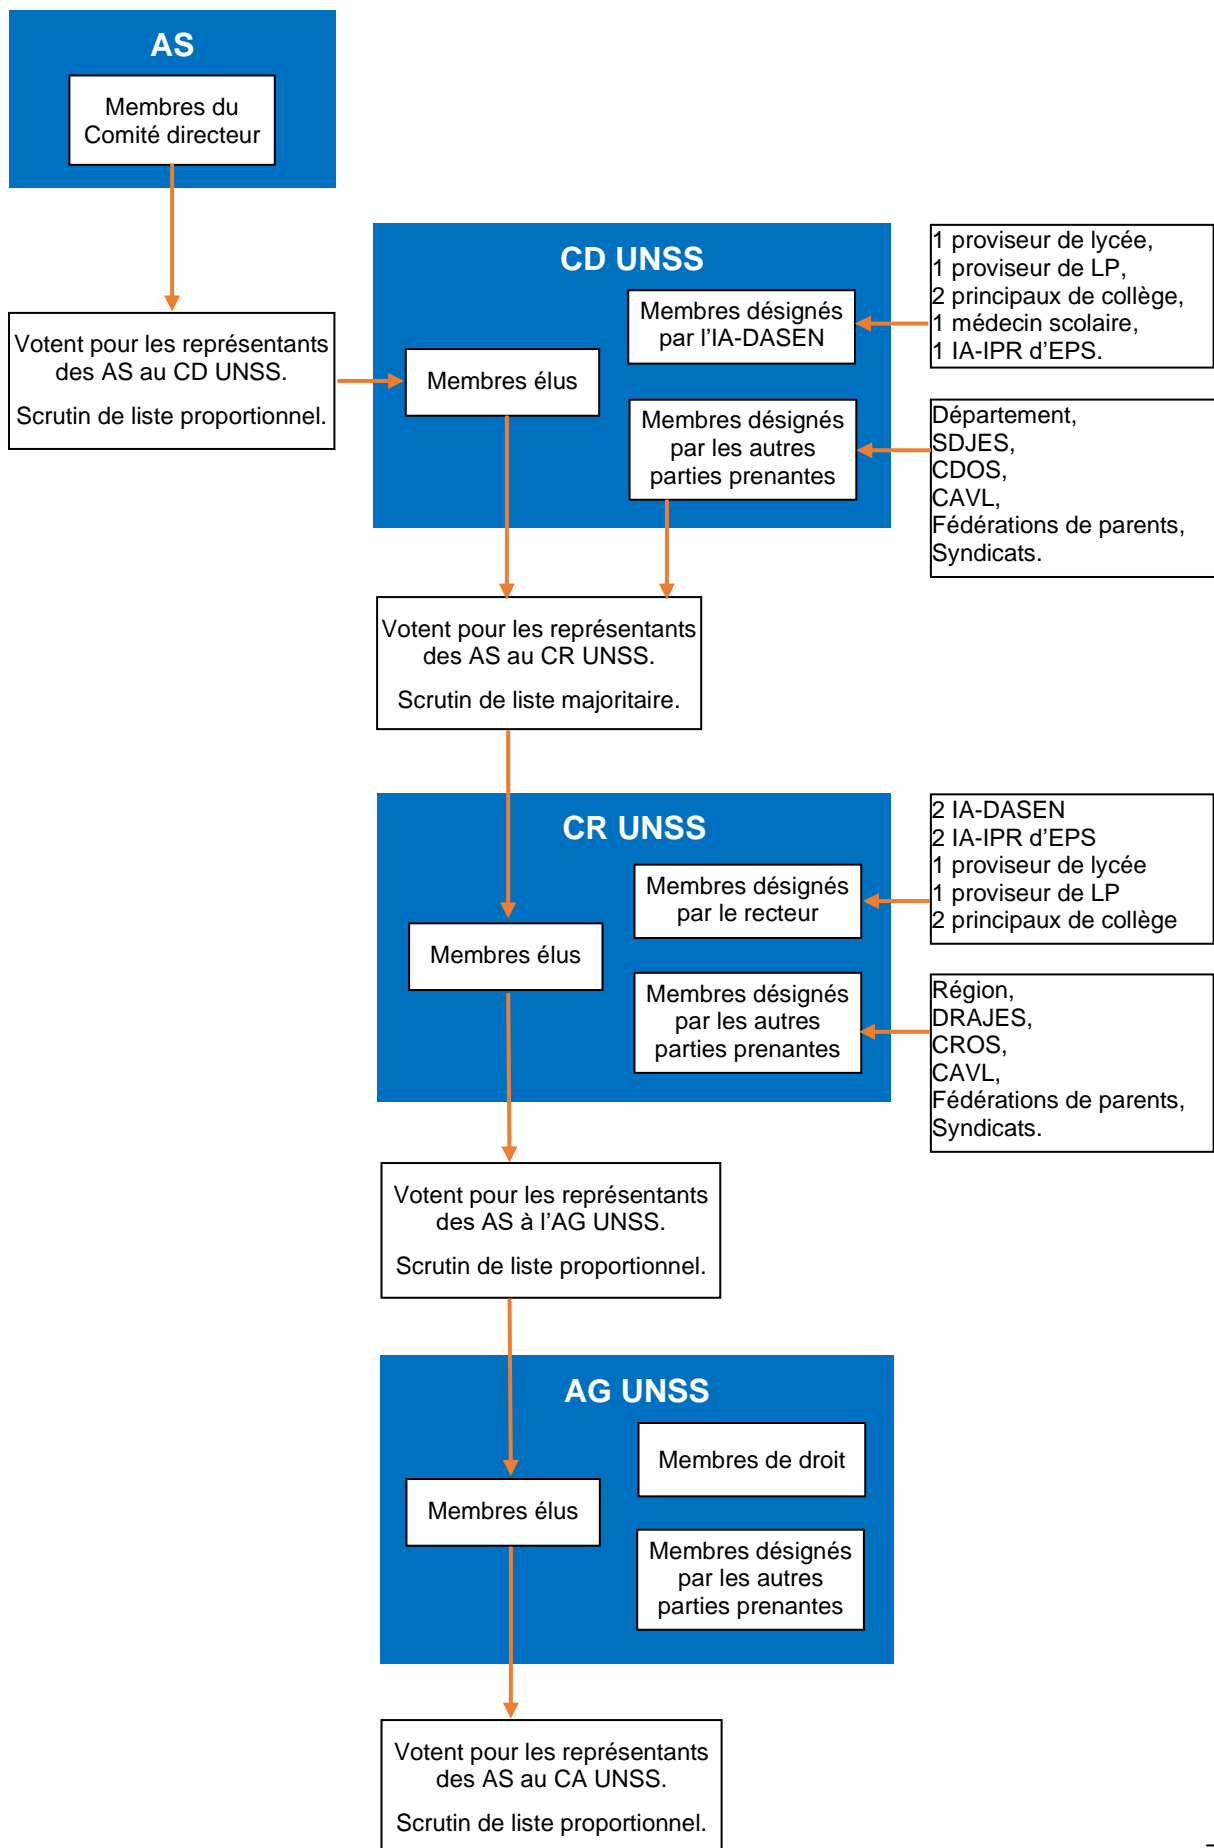 AS
Membres du
Comité directeur
Votent pour les représentants
des AS au CD UNSS.
Scrutin de liste proportionnel.
CD UNSS
Membres élus
Membres désignés
par l’IA-DASEN
Membres désignés
par les autres
parties prenantes
1 proviseur de lycée,
1 proviseur de LP,
2 principaux de collège,
1 médecin scolaire,
1 IA-IPR d’EPS.
Département,
SDJES,
CDOS,
CAVL,
Fédérations de parents,
Syndicats.
Votent pour les représentants
des AS au CR UNSS.
Scrutin de liste majoritaire.
CR UNSS
Membres élus
Membres désignés
par le recteur
Membres désignés
par les autres
parties prenantes
2 IA-DASEN
2 IA-IPR d’EPS
1 proviseur de lycée
1 proviseur de LP
2 principaux de collège
Région,
DRAJES,
CROS,
CAVL,
Fédérations de parents,
Syndicats.
Votent pour les représentants
des AS à l’AG UNSS.
Scrutin de liste proportionnel.
AG UNSS
Membres élus
Membres de droit
Membres désignés
par les autres
parties prenantes
Votent pour les représentants
des AS au CA UNSS.
Scrutin de liste proportionnel.